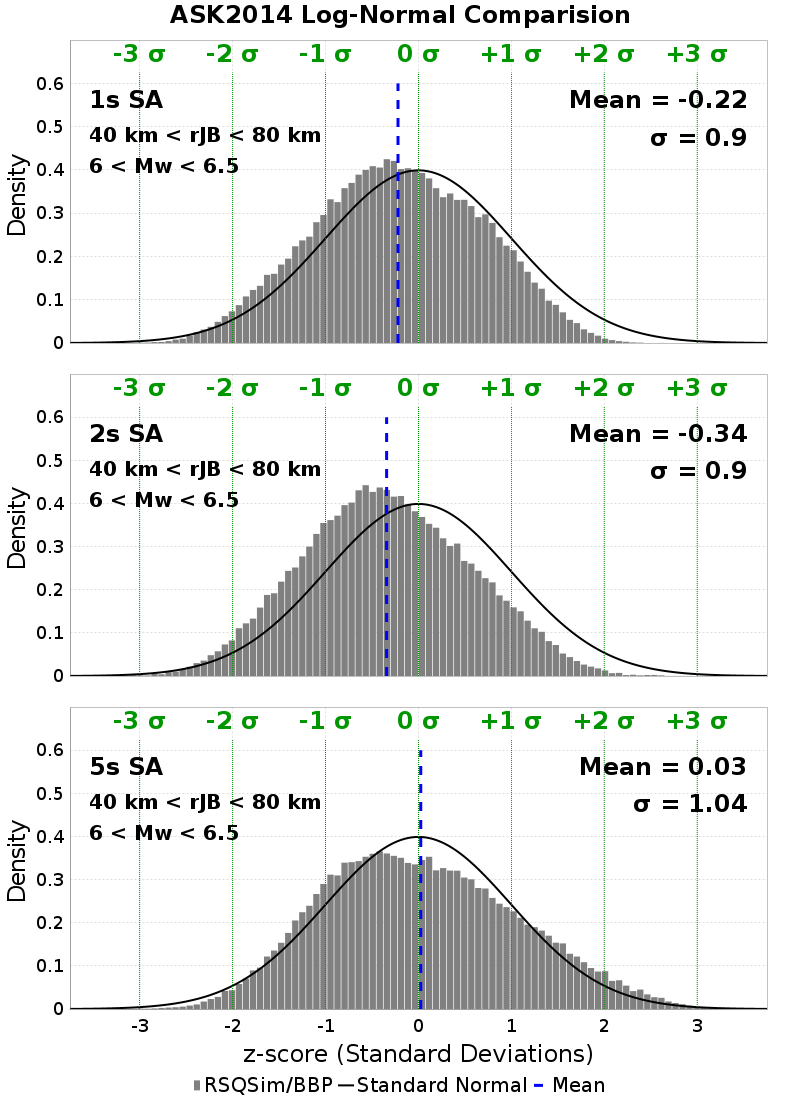 ASK2014 Log-Normal Comparision
-3 σ -2 σ -1 σ 0 σ +1 σ +2 σ +3 σ
0.6
1s SA
Mean = -0.22
0.5
40 km < rJB < 80 km
σ = 0.9
6 < Mw < 6.5
0.4
0.3
0.2
0.1
0
Density
-3 σ -2 σ -1 σ 0 σ +1 σ +2 σ +3 σ
0.6
2s SA
Mean = -0.34
0.5
40 km < rJB < 80 km
σ = 0.9
6 < Mw < 6.5
0.4
0.3
0.2
0.1
0
Density
-3 σ -2 σ -1 σ 0 σ +1 σ +2 σ +3 σ
0.6
5s SA
Mean = 0.03
0.5
40 km < rJB < 80 km
σ = 1.04
6 < Mw < 6.5
0.4
0.3
0.2
0.1
0
Density
-3 -2 -1 0 1 2 3
z-score (Standard Deviations)
RSQSim/BBP Standard Normal Mean